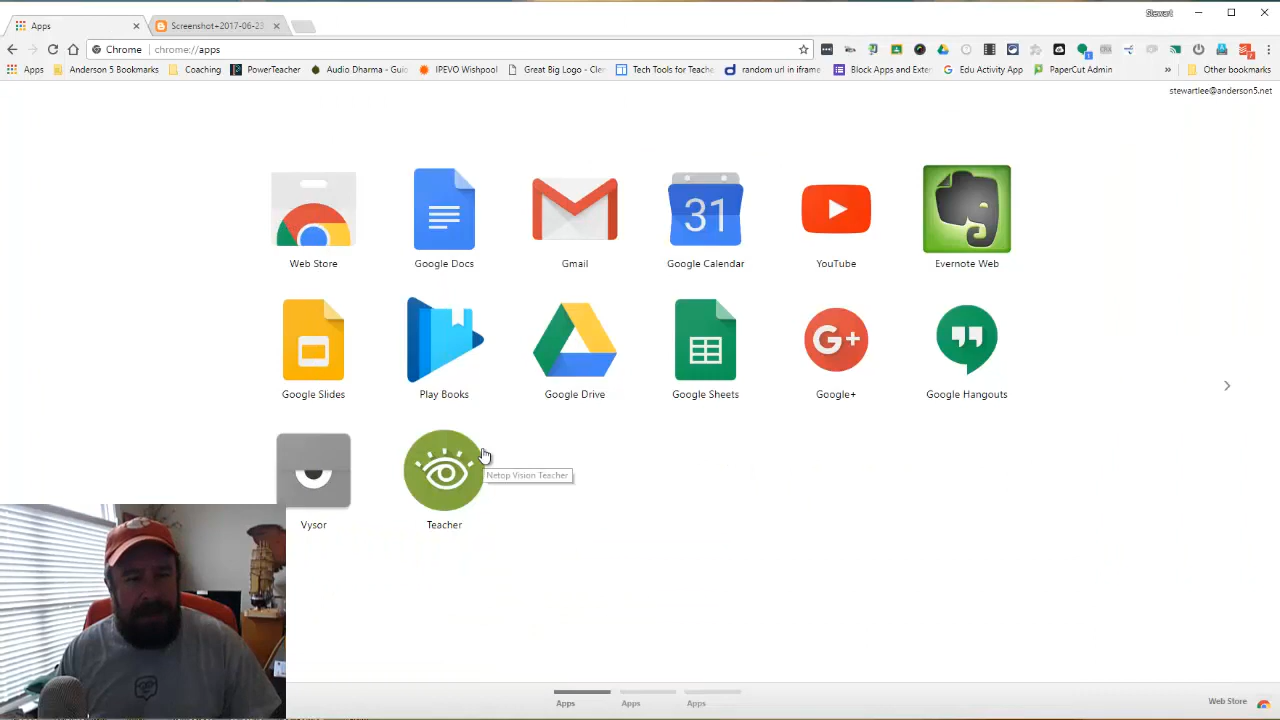 Stewart
Apps
Screenshot+2017-06-23
Chrome chrome://apps
Apps Anderson 5 Bookmarks Coaching PowerTeacher Audio Dharma - Gui IPEVO Wishpool Great Big Logo - Cle Tech Tools for Teache random url in iframe Block Apps and Exter Edu Activity App PaperCut Admin » Other bookmarks
stewartlee@anderson5.net
31
Web Store Google Docs Gmail Google Calendar YouTube Evernote Web
G+
Google Slides Play Books Google Drive Google Sheets Google+ Google Hangouts
Netop Vision Teacher
Vysor Teacher
Apps Apps Apps
Web Store